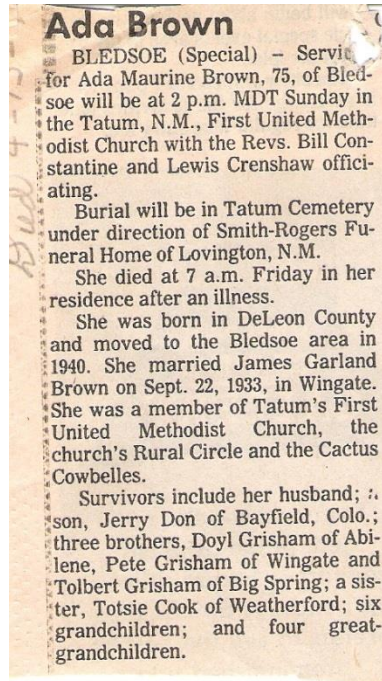 Ada Brown
BLEDSOE (Special) — Servic
for Ada Maurine Brown, 75, of Bled-
soe will be at 2 p.m. MDT Sunday in
the Tatum, N.M., First United Meth-
odist Church with the Revs. Bill Con-
stantine and Lewis Crenshaw offici-
ating.
Burial will be in Tatum Cemetery
under direction of Smith-Rogers Fu-
neral Home of Lovington, N.M.
She died at 7 a.m. Friday in her
residence after an illness.
She was born in DeLeon County
and moved to the Bledsoe area in
1940. She married James Garland
Brown on Sept. 22, 1933, in Wingate.
She was a member of Tatum's First
United Methodist Church, the
church's Rural Circle and the Cactus
Cowbelles.
Survivors include her husband;
son, Jerry Don of Bayfield, Colo.;
three brothers, Doyl Grisham of Abi-
lene, Pete Grisham of Wingate and
Tolbert Grisham of Big Spring; a sis-
ter, Totsie Cook of Weatherford; six
grandchildren; and four great-
grandchildren.
Died 4-